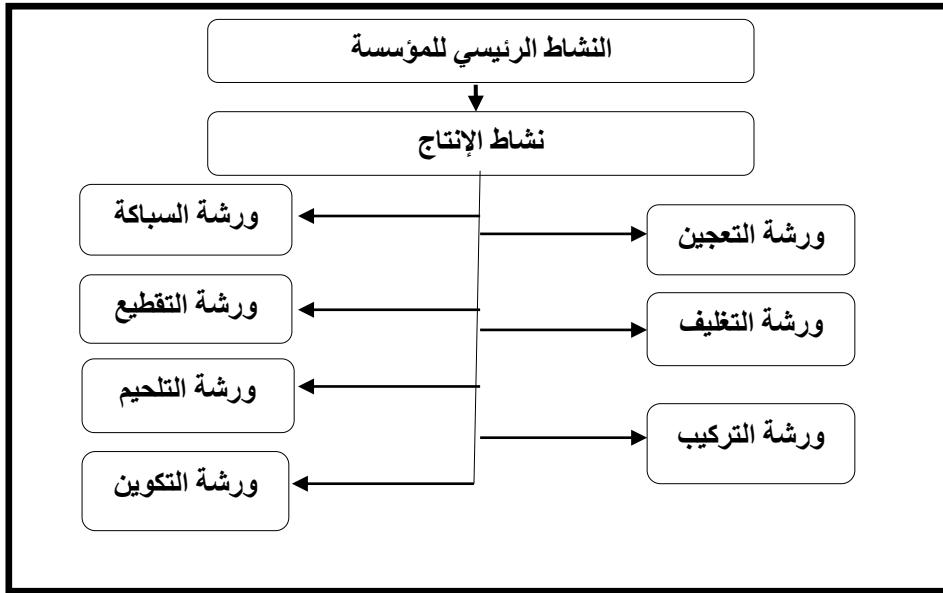 النشاط الرئيسي للمؤسسة
نشاط الإنتاج
ورشة التعجين
ورشة السباكة
ورشة التغليف
ورشة التقطيع
ورشة التلحيم
ورشة التركيب
ورشة التكوين